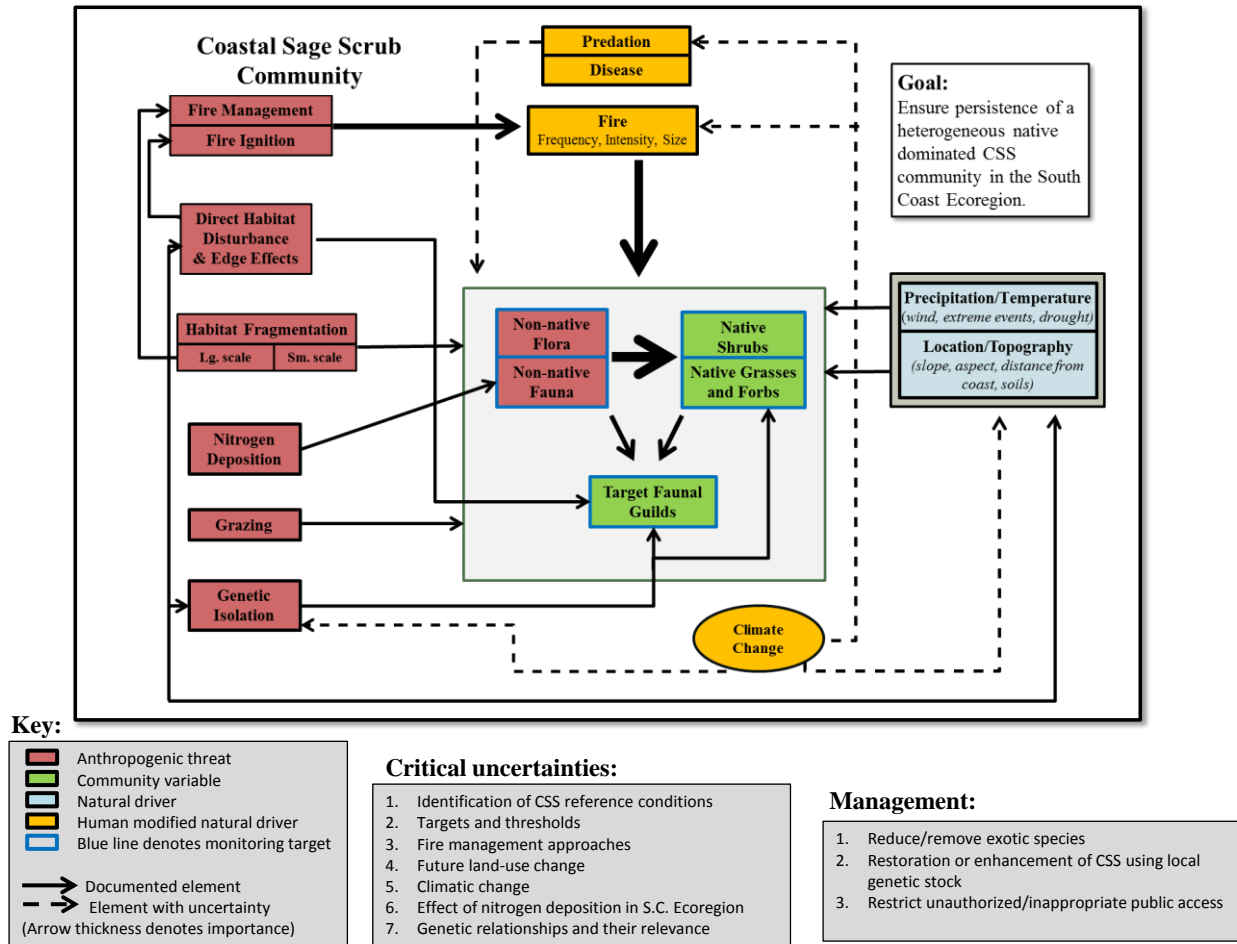 Coastal Sage Scrub
Community
Predation
Disease
Goal:
Ensure persistence of a
heterogeneous native
dominated CSS
community in the South
Coast Ecoregion.
Fire Management
Fire Ignition
Fire
Frequency, Intensity, Size
Direct Habitat
Disturbance
& Edge Effects
Habitat Fragmentation
Lg. scale
Sm. scale
Nitrogen
Deposition
Grazing
Genetic
Isolation
Non-native
Flora
Non-native
Fauna
Native
Shrubs
Native Grasses
and Forbs
Target Faunal
Guilds
Precipitation/Temperature
(wind, extreme events, drought)
Location/Topography
(slope, aspect, distance from
coast, soils)
Climate
Change
Key:
Anthropogenic threat
Community variable
Natural driver
Human modified natural driver
Blue line denotes monitoring target
Documented element
Element with uncertainty
(Arrow thickness denotes importance)
Critical uncertainties:
1. Identification of CSS reference conditions
2. Targets and thresholds
3. Fire management approaches
4. Future land-use change
5. Climatic change
6. Effect of nitrogen deposition in S.C. Ecoregion
7. Genetic relationships and their relevance
Management:
1. Reduce/remove exotic species
2. Restoration or enhancement of CSS using local
genetic stock
3. Restrict unauthorized/inappropriate public access